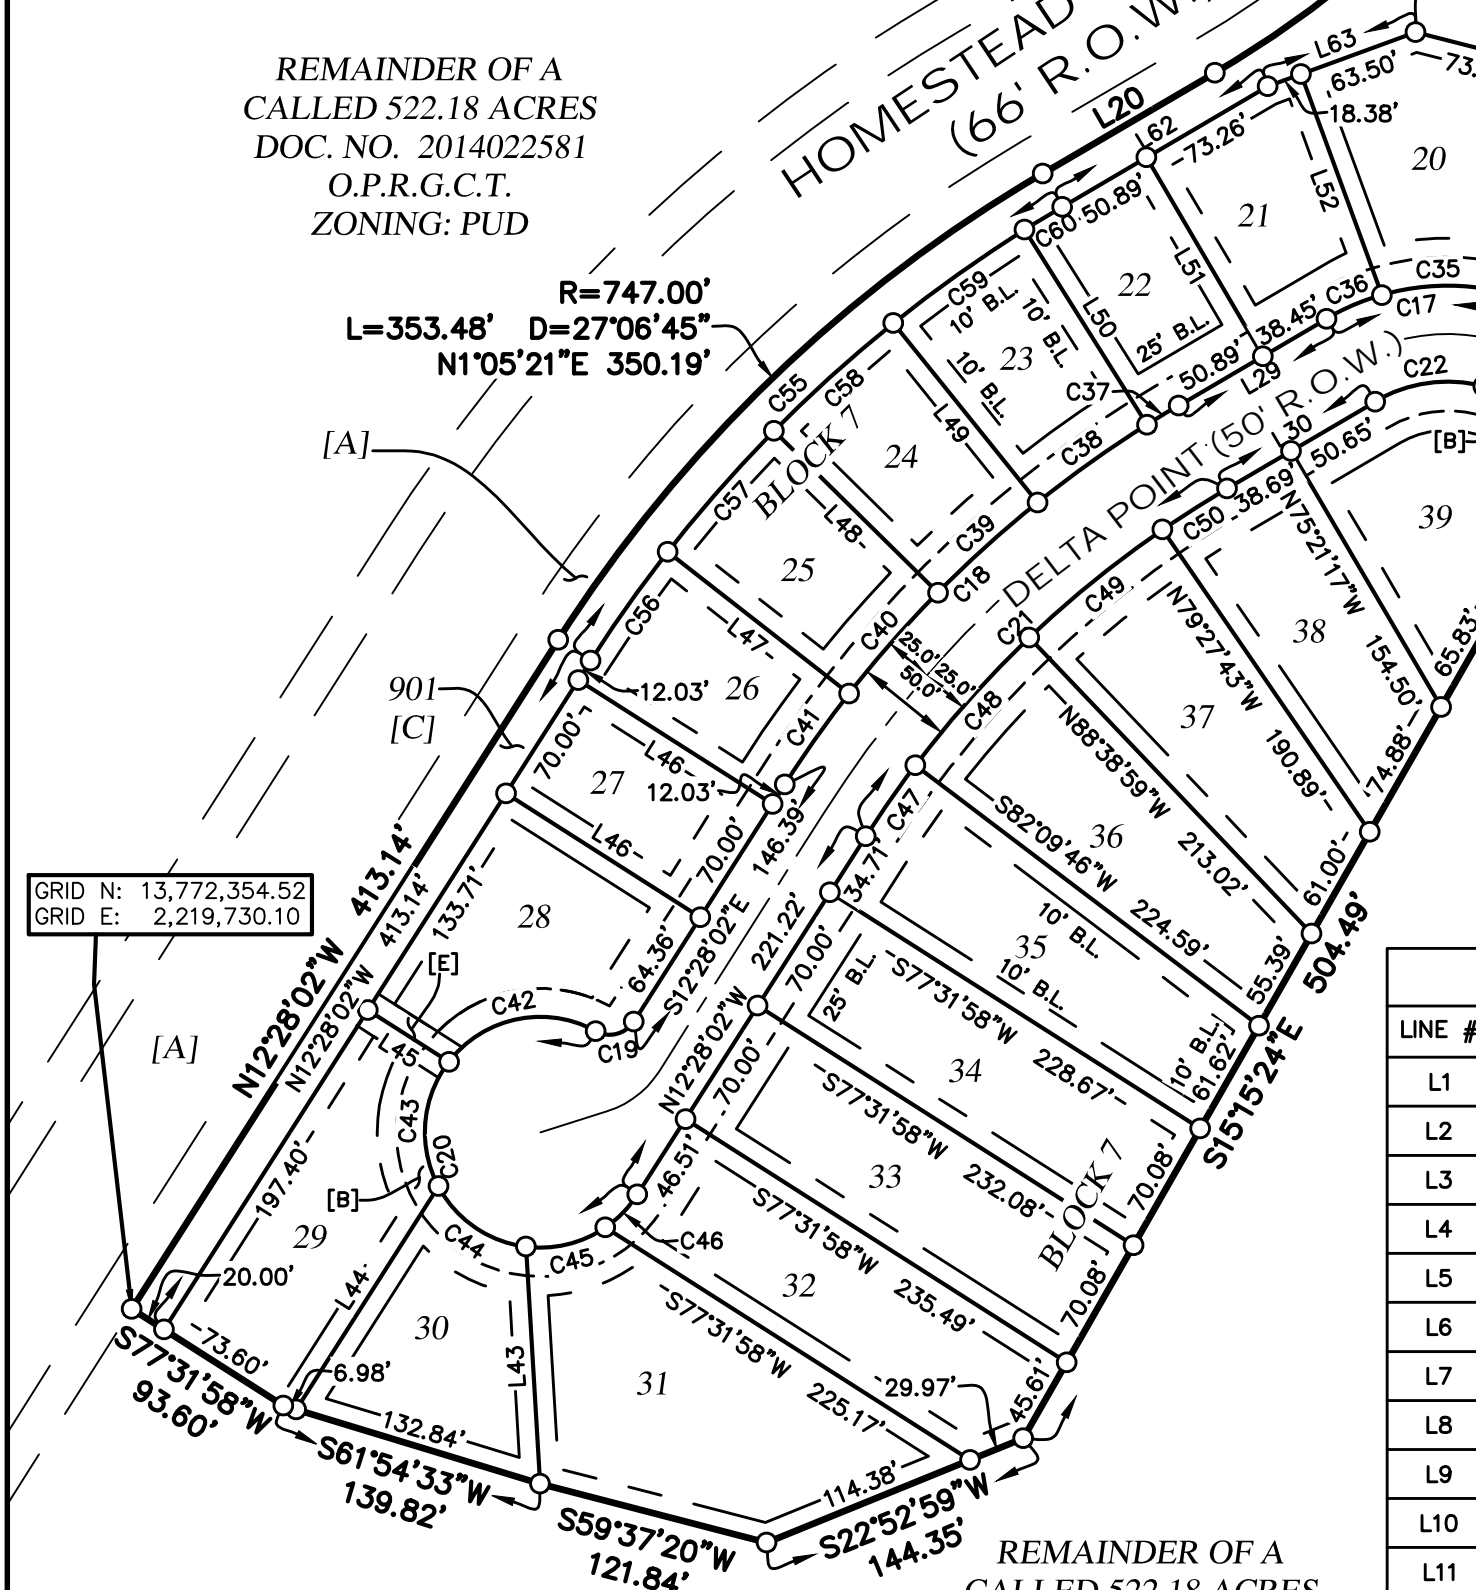 REMAINDER OF A
CALLED 522.18 ACRES
DOC. NO. 2014022581
O.P.R.G.C.T.
ZONING: PUD
HOMESTEAD
(66' R.O.W.)
R=747.00'
L=353.48' D=27°06'45"
N1°05'21"E 350.19'
[A]
901
[C]
GRID N: 13,772,354.52
GRID E: 2,219,730.10
[A]
N12°28'02"W 413.14'
N12°28'02"W 413.14'
L20
L62
L63
63.50'
73.
18.38'
73.26'
L52
20
21
C60
50.89'
L51
22
25' B.L.
38.45'
C36
C35
C17
C59
10' B.L.
10' B.L.
10' B.L.
L50
23
C37
50.89'
L29
C22
C55
C58
BLOCK 7
L49
24
C38
DELTA POINT (50' R.O.W.)
30
50.65'
[B]
C57
L48
25
C39
C18
C50
38.69'
N75°21'17"W 154.50'
39
C56
L47
26
C40
25.0'
25.0'
50.0'
C21
C49
N79°27'43"W 190.89'
38
65.83'
12.03'
70.00'
L46
27
12.03'
C41
C48
N88°38'59"W 213.02'
37
74.88'
L46
70.00'
146.39'
C47
S82°09'46"W 224.59'
36
61.00'
133.71'
28
34.71'
10' B.L.
35
10' B.L.
55.39'
504.49'
S15°15'24"E
[E]
C42
64.36'
S12°28'02"E
221.22'
70.00'
25' B.L.
S77°31'58"W 228.67'
10' B.L.
61.62'
L45
C19
N12°28'02"W
70.00'
34
S77°31'58"W 232.08'
BLOCK 7
70.08'
C43
C20
197.40'
[B]
29
C44
46.51'
33
S77°31'58"W 235.49'
70.08'
C45
C46
32
20.00'
L44
30
S77°31'58"W 225.17'
73.60'
6.98'
L43
31
29.97'
45.61'
S77°31'58"W
93.60'
132.84'
S61°54'33"W
139.82'
114.38'
S59°37'20"W
121.84'
S22°52'59"W
144.35'
REMAINDER OF A
CALLED 522.18 ACRES
LINE #
L1
L2
L3
L4
L5
L6
L7
L8
L9
L10
L11